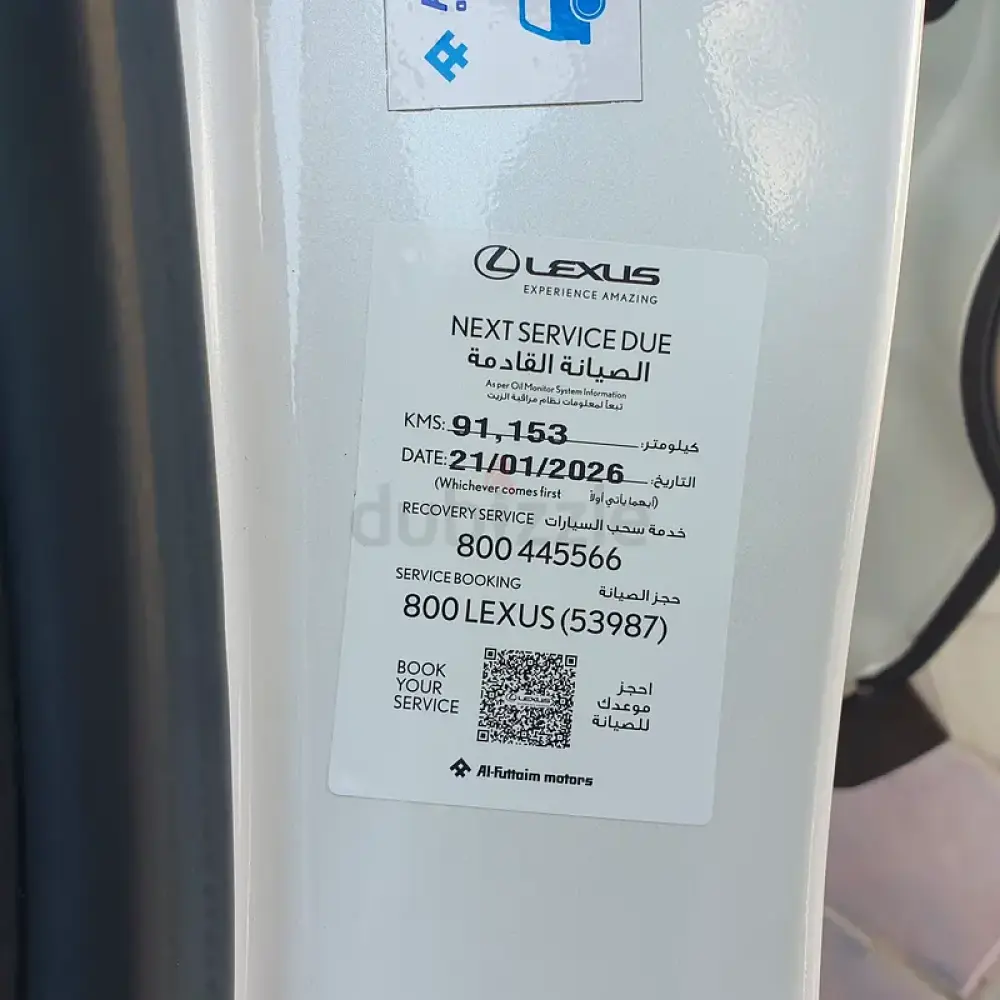 LEXUS
EXPERIENCE AMAZING
NEXT SERVICE DUE
الصيانة القادمة
As per Oil Monitor System Information
تبعاً لمعلومات نظام مراقبة الزيت
KMS: 91,153 كيلومتر:
DATE: 21/01/2026 التاريخ:
(Whichever comes first (أيهما يأتي أولاً
RECOVERY SERVICE خدمة سحب السيارات
800 445566
SERVICE BOOKING حجز الصيانة
800 LEXUS (53987)
BOOK
YOUR
SERVICE
LEXUS
احجز
موعدك
للصيانة
Al-Futtaim motors
dubizzle